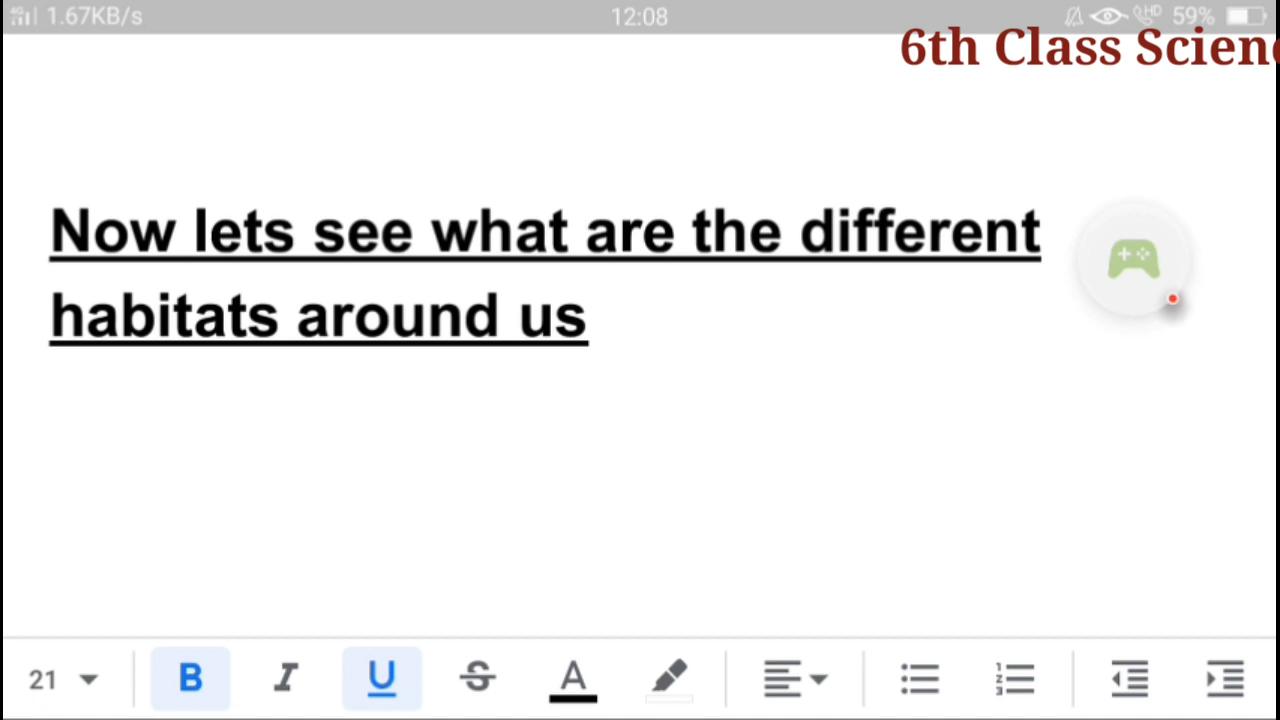 1.67KB/s 12:08 HD 59%
6th Class Scien
Now lets see what are the different
habitats around us
21 B I U S A